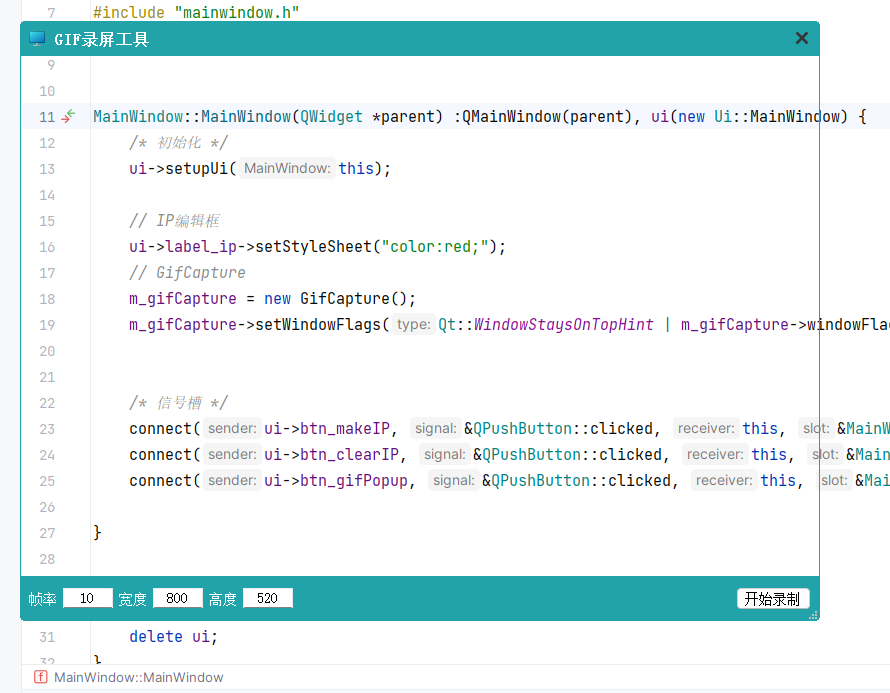 7 #include "mainwindow.h"
GIF录屏工具
9
10
11 MainWindow::MainWindow(QWidget *parent) :QMainWindow(parent), ui(new Ui::MainWindow) {
12 /* 初始化 */
13 ui->setupUi( MainWindow: this);
14
15 // IP编辑框
16 ui->label_ip->setStyleSheet("color:red;");
17 // GifCapture
18 m_gifCapture = new GifCapture();
19 m_gifCapture->setWindowFlags( type: Qt::WindowStaysOnTopHint | m_gifCapture->windowFla
20
21
22 /* 信号槽 */
23 connect( sender: ui->btn_makeIP, signal: &QPushButton::clicked, receiver: this, slot: &MainW
24 connect( sender: ui->btn_clearIP, signal: &QPushButton::clicked, receiver: this, slot: &Main
25 connect( sender: ui->btn_gifPopup, signal: &QPushButton::clicked, receiver: this, slot: &Mai
26
27 }
28
帧率 10 宽度 800 高度 520 开始录制
31 delete ui;
32 }
f MainWindow::MainWindow